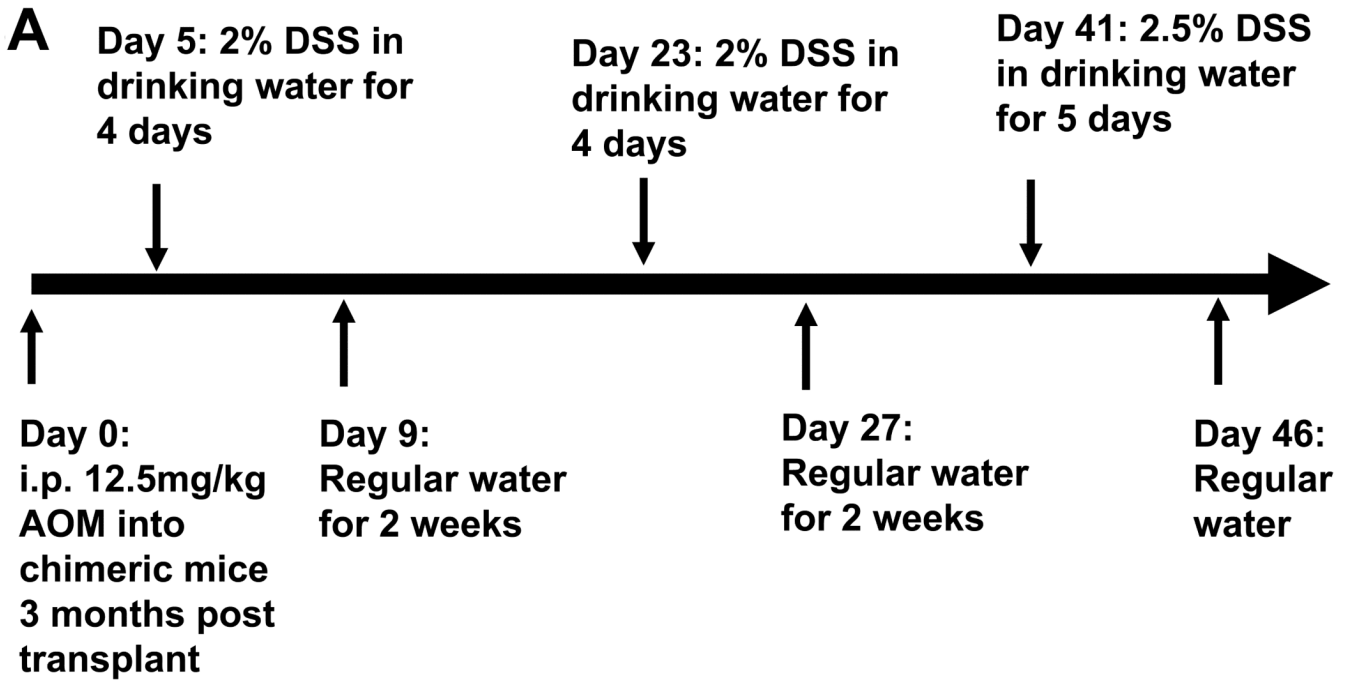 A
Day 5: 2% DSS in
drinking water for
4 days
Day 23: 2% DSS in
drinking water for
4 days
Day 41: 2.5% DSS
in drinking water
for 5 days
Day 0:
i.p. 12.5mg/kg
AOM into
chimeric mice
3 months post
transplant
Day 9:
Regular water
for 2 weeks
Day 27:
Regular water
for 2 weeks
Day 46:
Regular
water